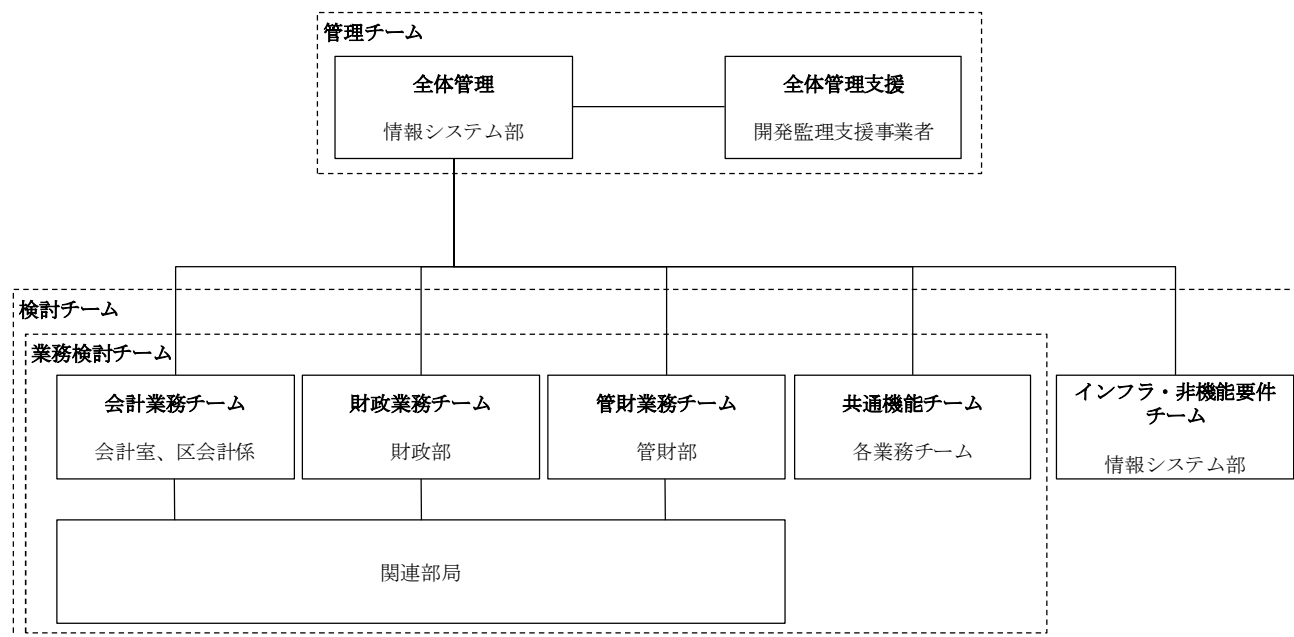 管理チーム
全体管理
情報システム部
全体管理支援
開発監理支援事業者
検討チーム
業務検討チーム
会計業務チーム
会計室、区会計係
財政業務チーム
財政部
管財業務チーム
管財部
共通機能チーム
各業務チーム
インフラ・非機能要件
チーム
情報システム部
関連部局